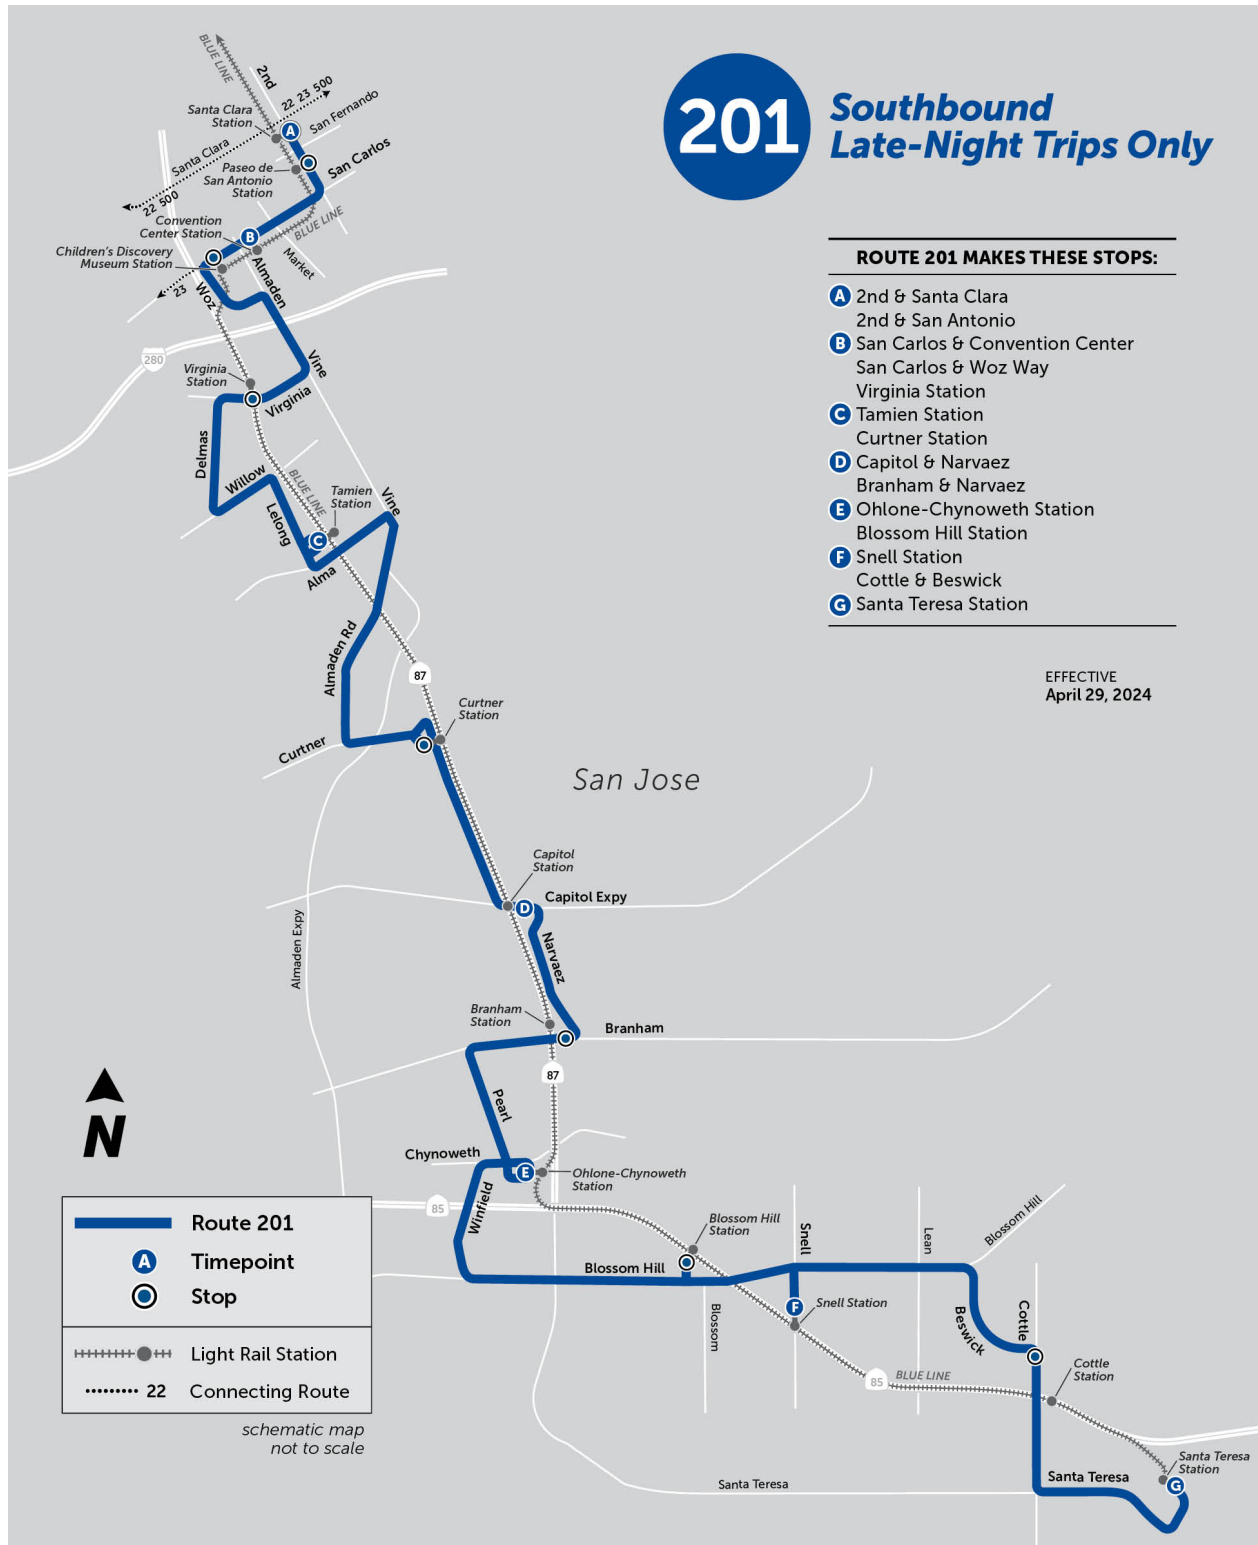 201
Southbound
Late-Night Trips Only
ROUTE 201 MAKES THESE STOPS:
A 2nd & Santa Clara
2nd & San Antonio
B San Carlos & Convention Center
San Carlos & Woz Way
Virginia Station
C Tamien Station
Curtner Station
D Capitol & Narvaez
Branham & Narvaez
E Ohlone-Chynoweth Station
Blossom Hill Station
F Snell Station
Cottle & Beswick
G Santa Teresa Station
EFFECTIVE
April 29, 2024
BLUE LINE
2nd
22 23 500
Santa Clara
Station
A
San Fernando
Santa Clara
Paseo de
San Antonio
Station
San Carlos
22 500
Convention
Center Station
B
BLUE LINE
Children's Discovery
Museum Station
Market
23
Woz
Almaden
280
Vine
Virginia
Station
Virginia
Delmas
Willow
BLUE LINE
Tamien
Station
Vine
Lelong
C
Alma
Almaden Rd
87
Curtner
Station
Curtner
San Jose
Capitol
Station
Capitol Expy
D
Almaden Expy
Narvaez
Branham
Station
Branham
87
Pearl
N
Chynoweth
E
Ohlone-Chynoweth
Station
Winfield
85
Blossom Hill
Station
Snell
Lean
Blossom Hill
Blossom Hill
Blossom
F
Snell Station
Beswick
Cottle
Cottle
Station
85
BLUE LINE
Santa Teresa
Station
G
Santa Teresa
Santa Teresa
Route 201
A Timepoint
Stop
Light Rail Station
22 Connecting Route
schematic map
not to scale